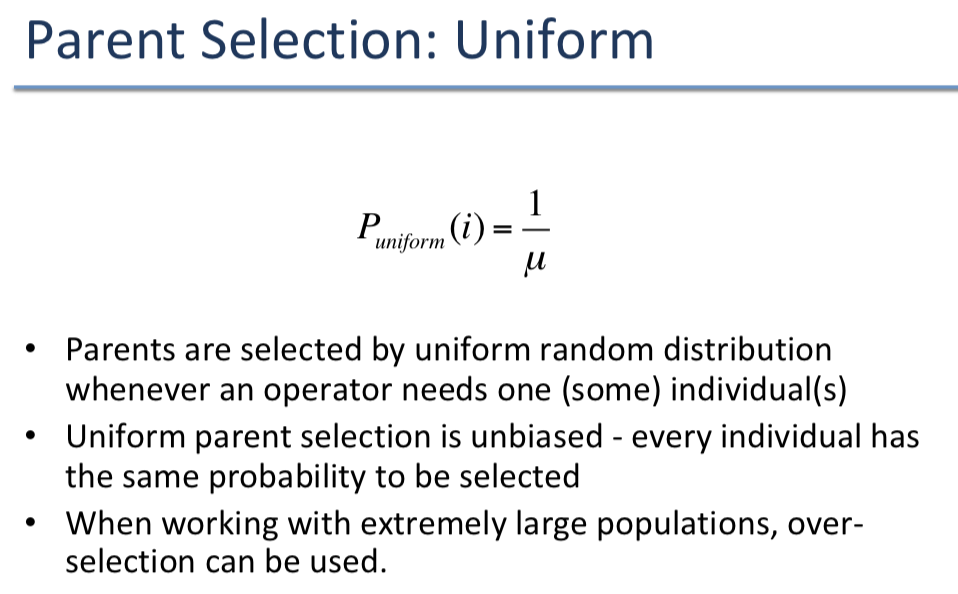 Parent Selection: Uniform
P_uniform (i) = 1/μ
• Parents are selected by uniform random distribution
whenever an operator needs one (some) individual(s)
• Uniform parent selection is unbiased - every individual has
the same probability to be selected
• When working with extremely large populations, over-
selection can be used.